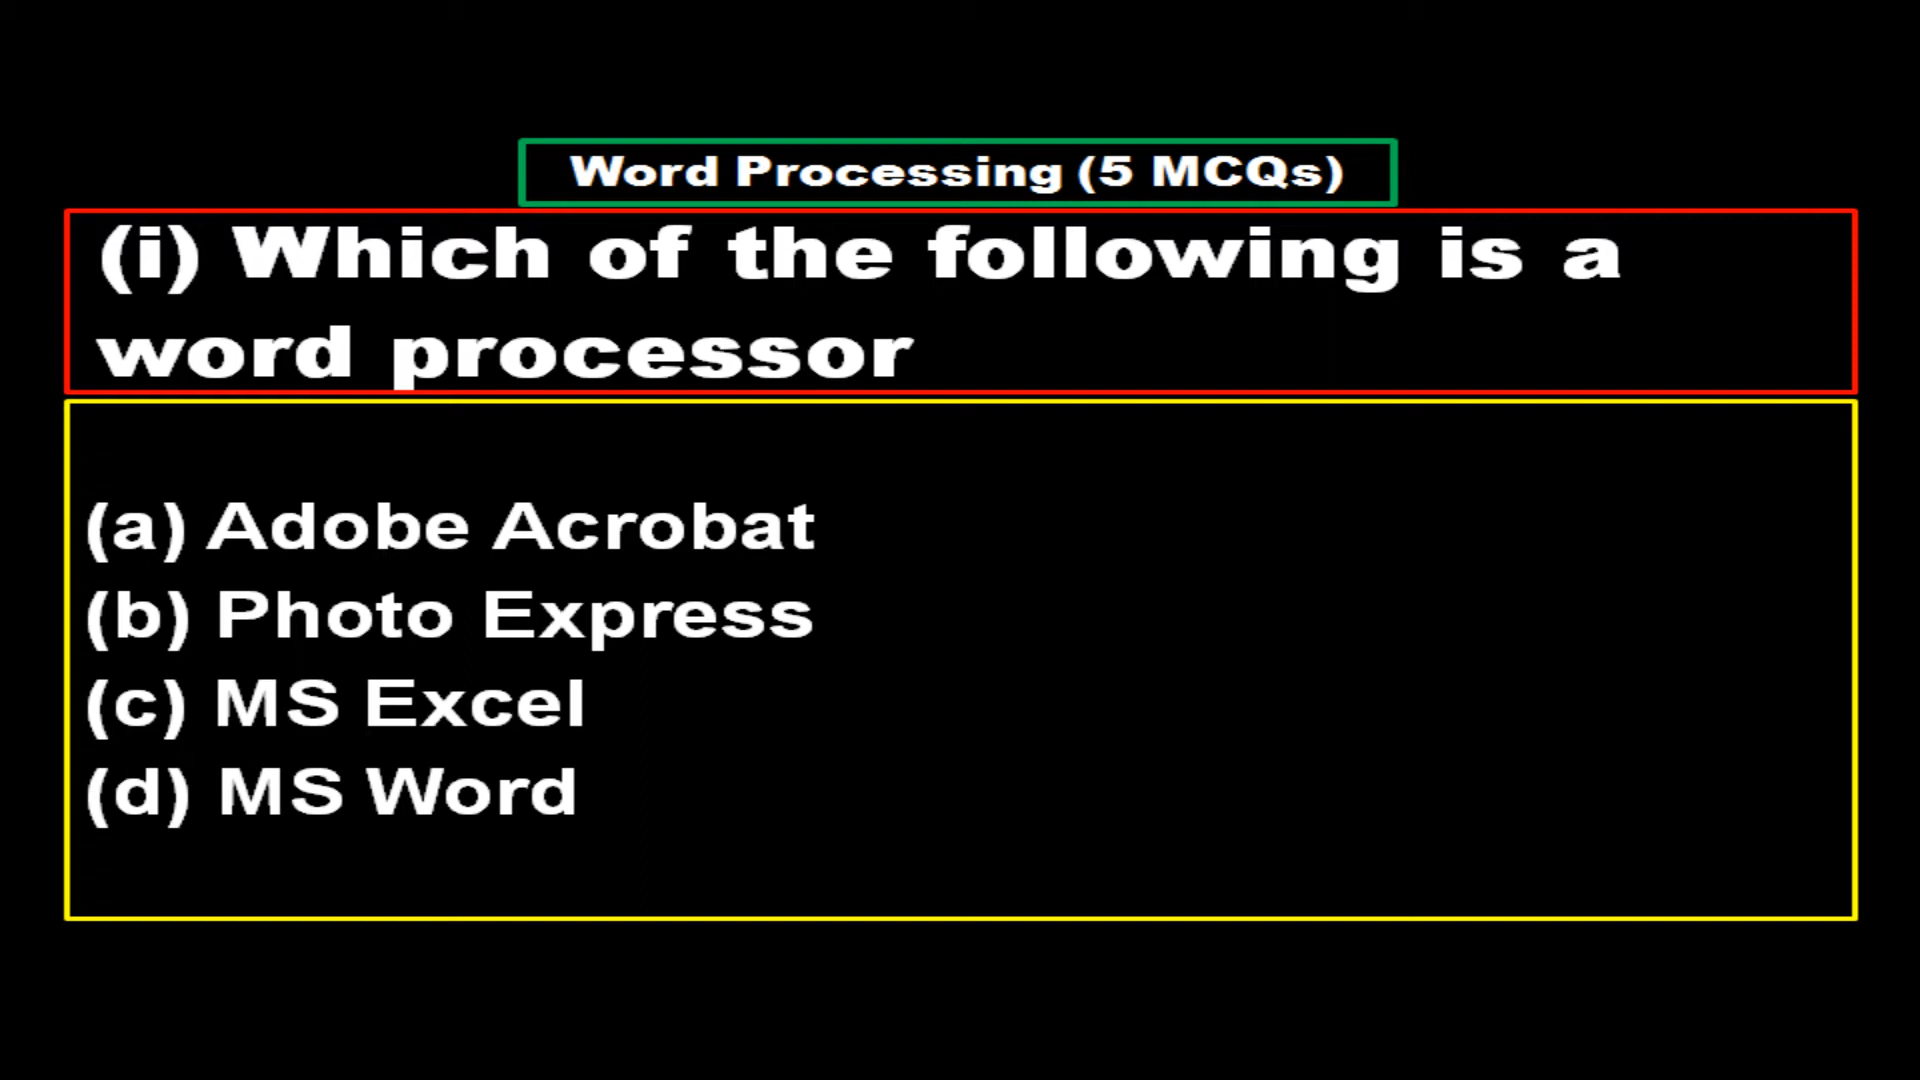 Word Processing (5 MCQs)
(i) Which of the following is a
word processor
(a) Adobe Acrobat
(b) Photo Express
(c) MS Excel
(d) MS Word